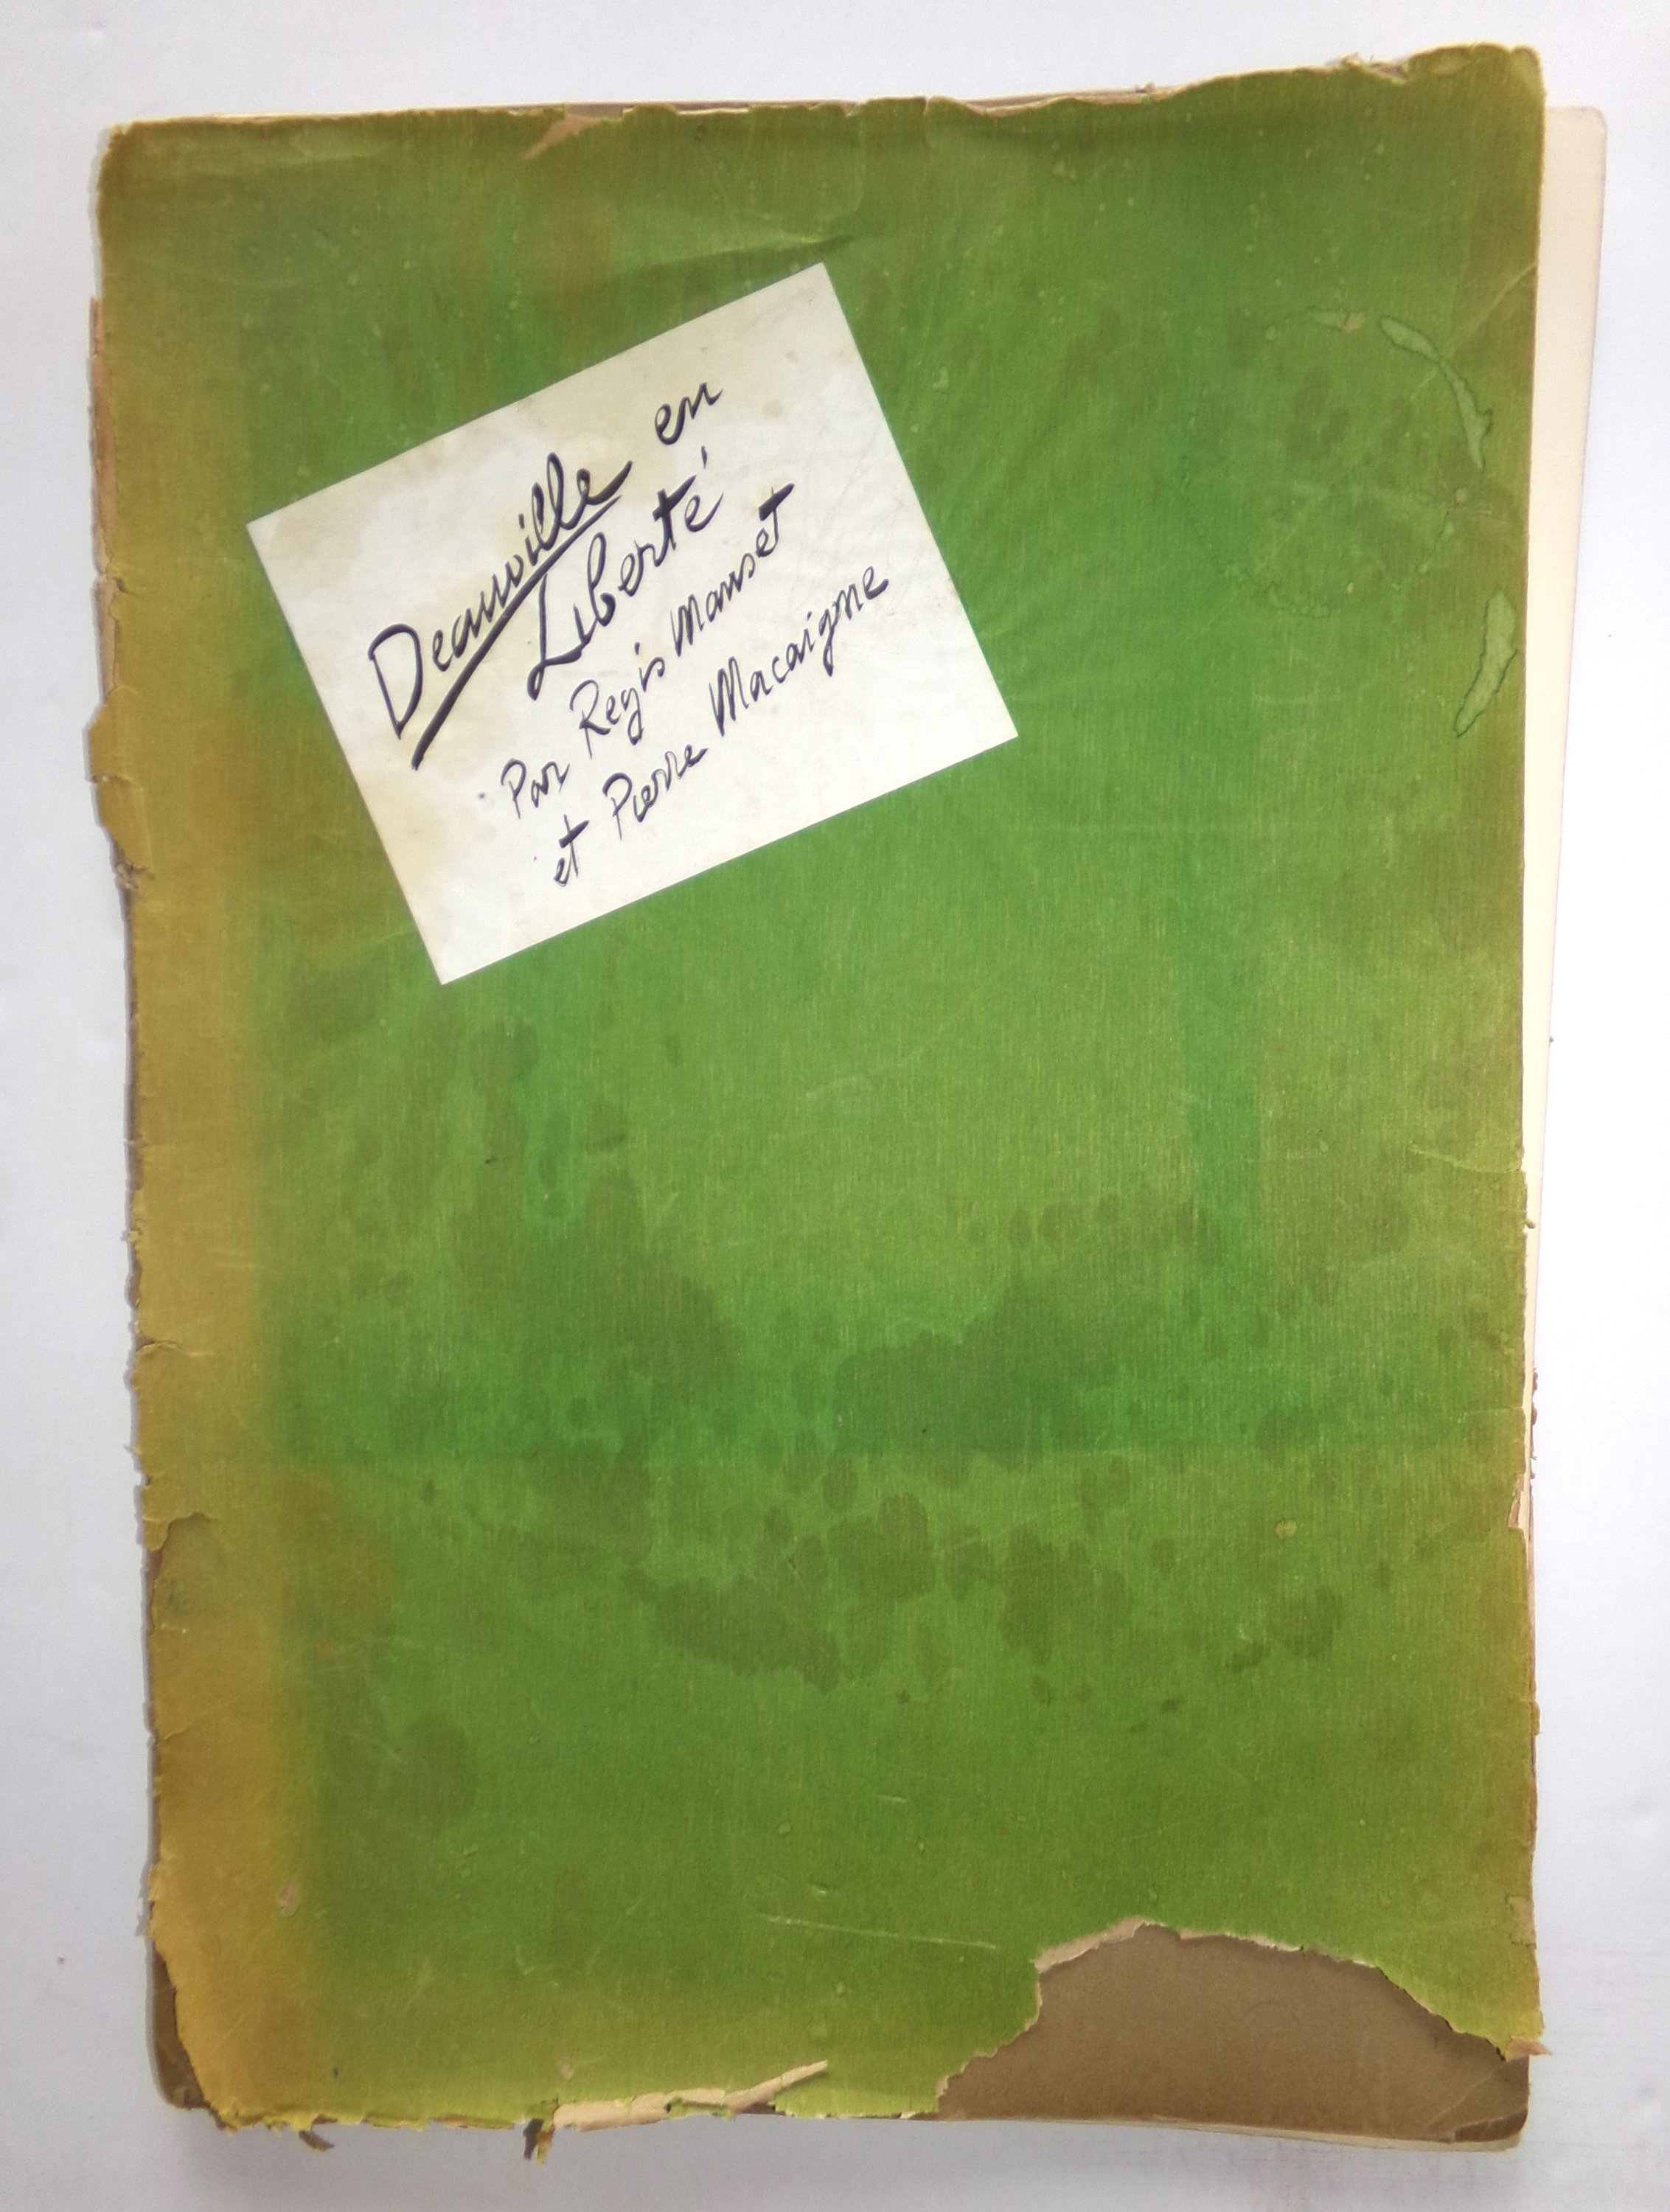 Deauville en
Liberté
Par Regis Manset
et Pierre Macaigne